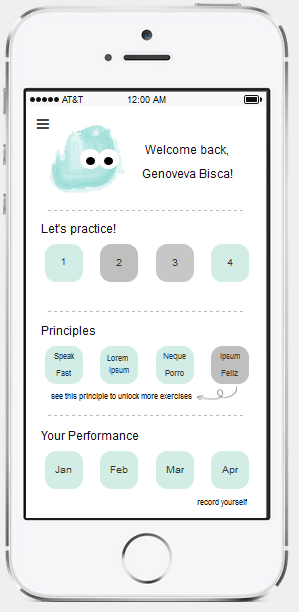 AT&T 12:00 AM
Welcome back,
Genoveva Bisca!
Let's practice!
1 2 3 4
Principles
Speak Fast
Lorem Ipsum
Neque Porro
Ipsum Feliz
see this principle to unlock more exercises
Your Performance
Jan Feb Mar Apr
record yourself